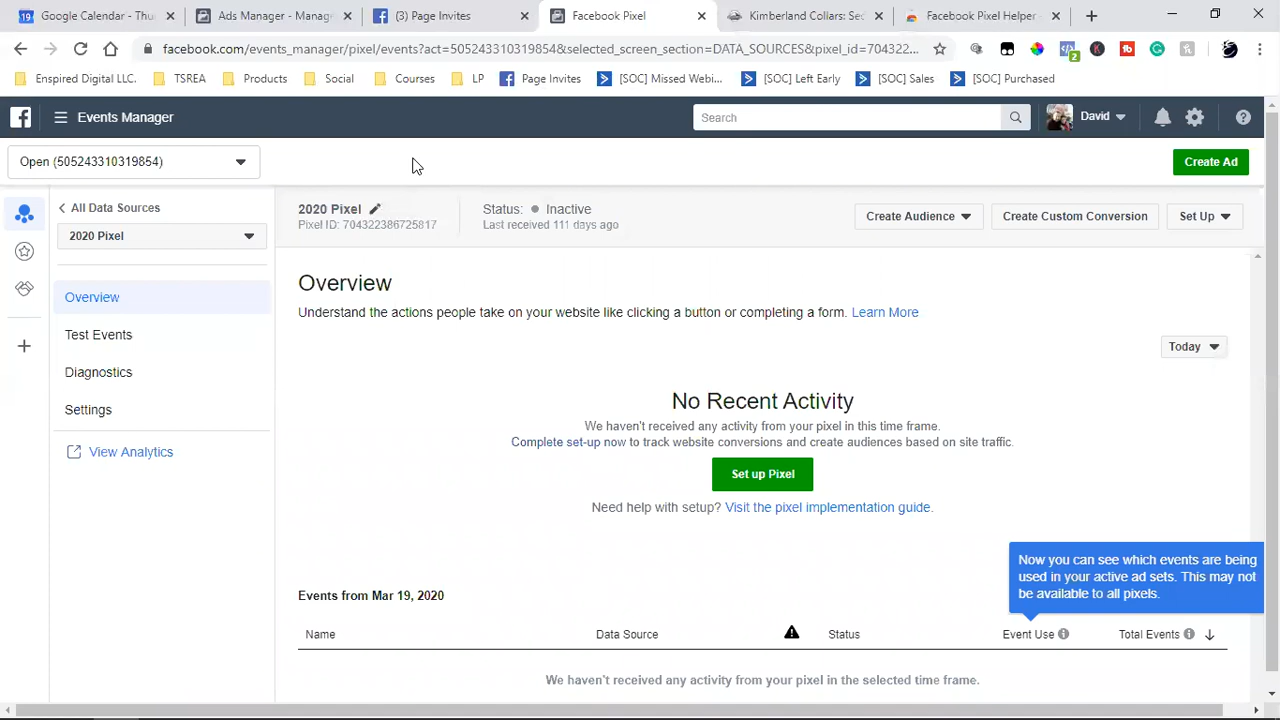 19 Google Calendar - Thu
Ads Manager - Manage
(3) Page Invites
Facebook Pixel
Kimberland Collars: Sec
Facebook Pixel Helper -
facebook.com/events_manager/pixel/events?act=505243310319854&selected_screen_section=DATA_SOURCES&pixel_id=70432...
2
Enspired Digital LLC.
TSREA
Products
Social
Courses
LP
Page Invites
[SOC] Missed Webi...
[SOC] Left Early
[SOC] Sales
[SOC] Purchased
Events Manager
Search
David
Open (505243310319854)
Create Ad
All Data Sources
2020 Pixel
2020 Pixel
Pixel ID: 704322386725817
Status: Inactive
Last received 111 days ago
Create Audience
Create Custom Conversion
Set Up
Overview
Test Events
Diagnostics
Settings
View Analytics
Overview
Understand the actions people take on your website like clicking a button or completing a form. Learn More
Today
No Recent Activity
We haven't received any activity from your pixel in this time frame.
Complete set-up now to track website conversions and create audiences based on site traffic.
Set up Pixel
Need help with setup? Visit the pixel implementation guide.
Now you can see which events are being
used in your active ad sets. This may not
be available to all pixels.
Events from Mar 19, 2020
Name
Data Source
Status
Event Use
Total Events
We haven't received any activity from your pixel in the selected time frame.